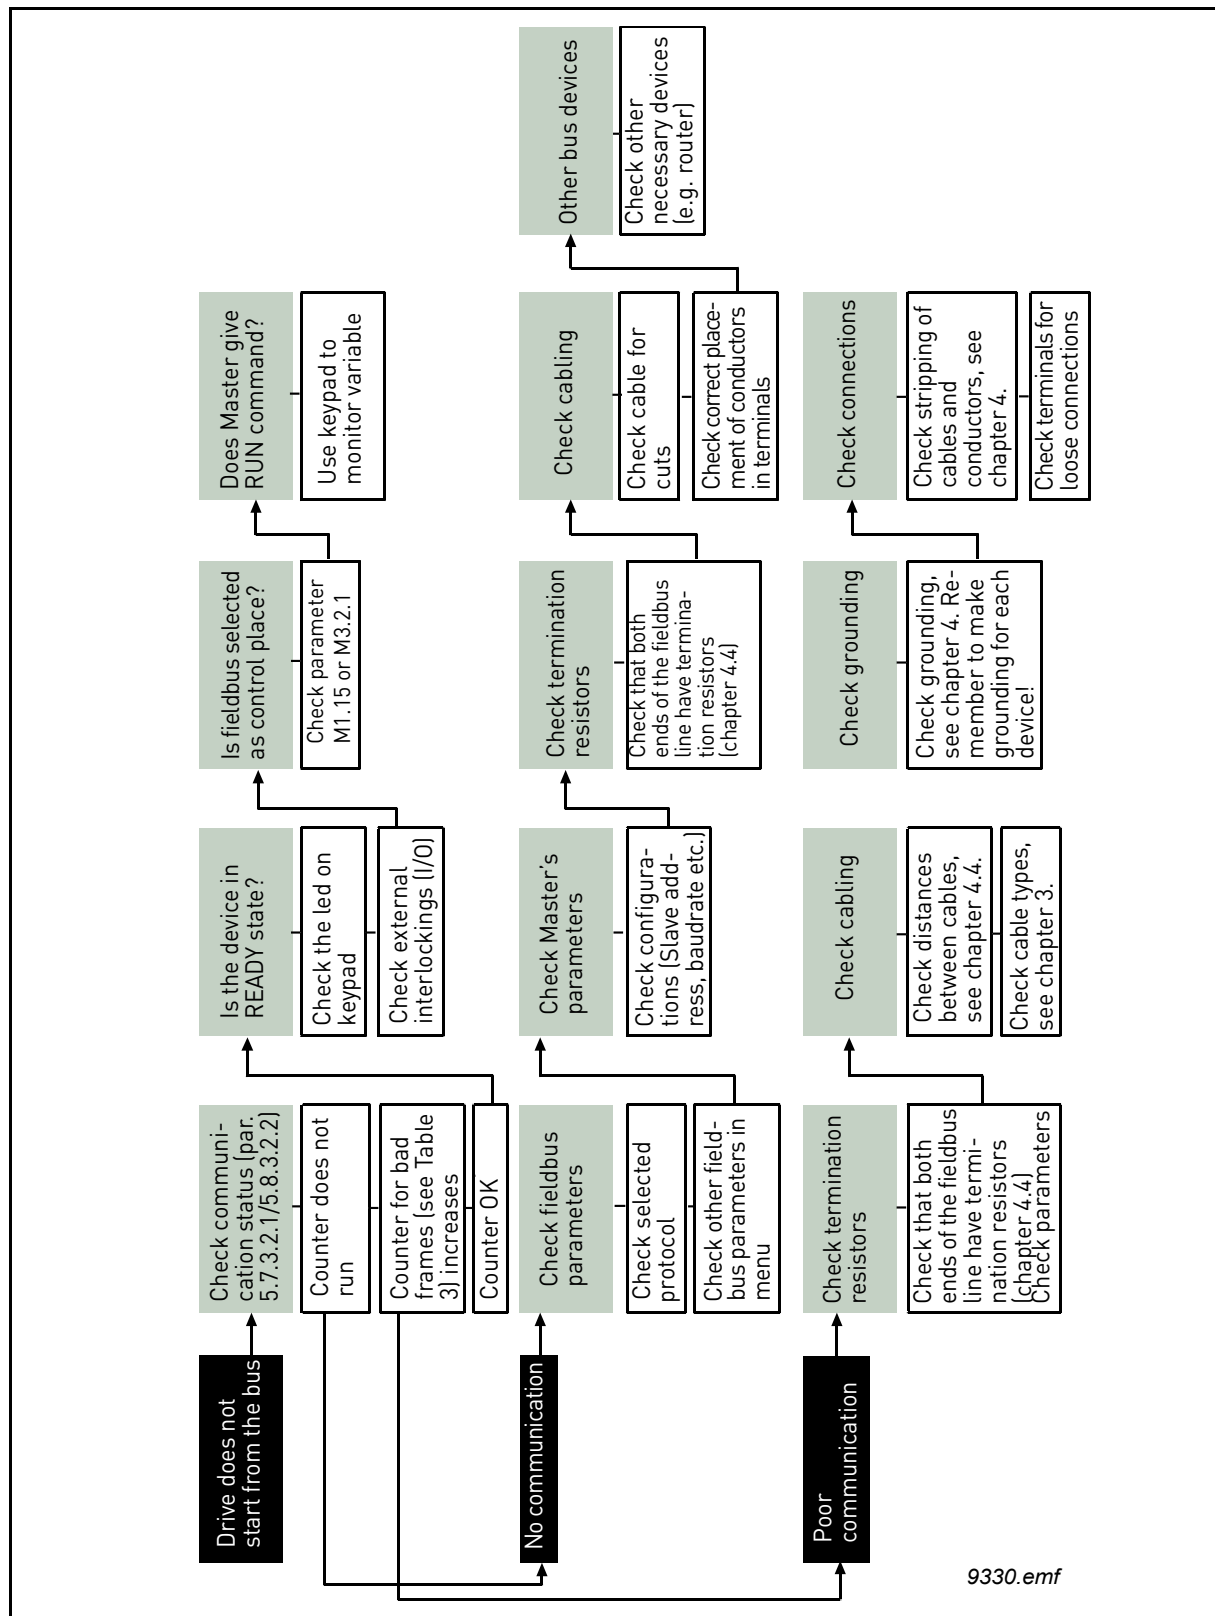 Drive does not
start from the bus
Check communi-
cation status (par.
5.7.3.2.1/5.8.3.2.2)
Counter does not
run
Counter for bad
frames (see Table
3) increases
Counter OK
Is the device in
READY state?
Check the led on
keypad
Check external
interlockings (I/O)
Is fieldbus selected
as control place?
Check parameter
M1.15 or M3.2.1
Does Master give
RUN command?
Use keypad to
monitor variable
No communication
Check fieldbus
parameters
Check selected
protocol
Check other field-
bus parameters in
menu
Check Master's
parameters
Check configura-
tions (Slave add-
ress, baudrate etc.)
Check termination
resistors
Check that both
ends of the fieldbus
line have termina-
tion resistors
(chapter 4.4)
Check cabling
Check cable for
cuts
Check correct place-
ment of conductors
in terminals
Other bus devices
Check other
necessary devices
(e.g. router)
Poor
communication
Check termination
resistors
Check that both
ends of the fieldbus
line have termi-
nation resistors
(chapter 4.4)
Check parameters
Check cabling
Check distances
between cables,
see chapter 4.4.
Check cable types,
see chapter 3.
Check grounding
Check grounding,
see chapter 4. Re-
member to make
grounding for each
device!
Check connections
Check stripping of
cables and
conductors, see
chapter 4.
Check terminals for
loose connections
9330.emf